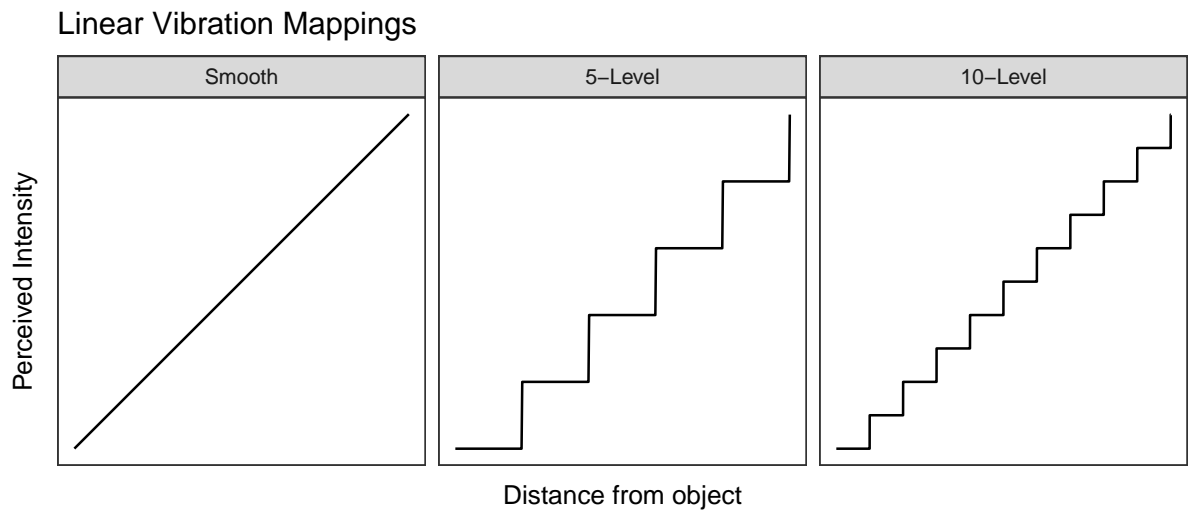 Linear Vibration Mappings
Smooth
5−Level
10−Level
Perceived Intensity
Distance from object